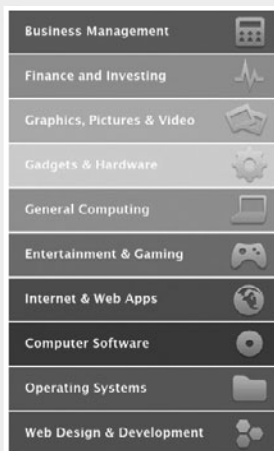 Business Management
Finance and Investing
Graphics, Pictures & Video
Gadgets & Hardware
General Computing
Entertainment & Gaming
Internet & Web Apps
Computer Software
Operating Systems
Web Design & Development